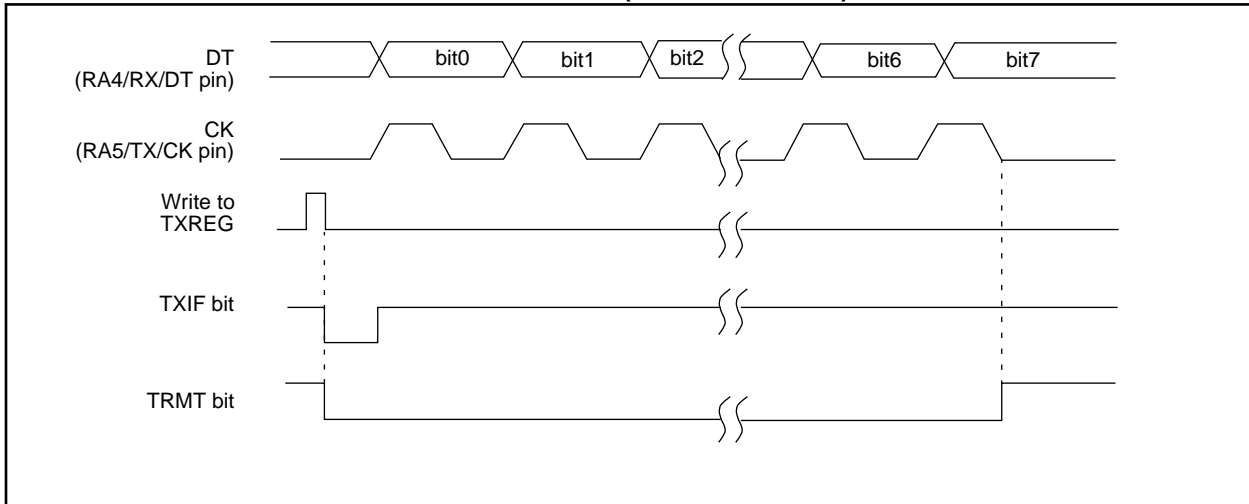 DT
(RA4/RX/DT pin)
bit0
bit1
bit2
bit6
bit7
CK
(RA5/TX/CK pin)
Write to
TXREG
TXIF bit
TRMT bit